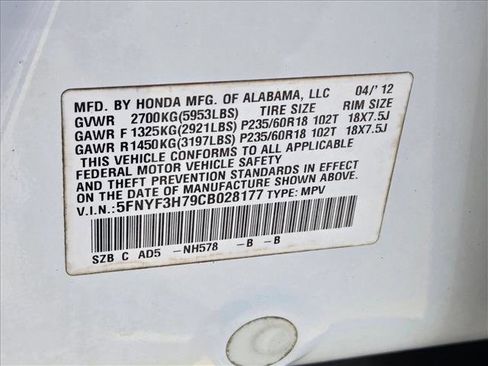 MFD. BY HONDA MFG. OF ALABAMA, LLC 04/' 12
GVWR 2700KG(5953LBS) TIRE SIZE RIM SIZE
GAWR F 1325KG(2921LBS) P235/60R18 102T 18X7.5J
GAWR R1450KG(3197LBS) P235/60R18 102T 18X7.5J
THIS VEHICLE CONFORMS TO ALL APPLICABLE
FEDERAL MOTOR VEHICLE SAFETY
AND THEFT PREVENTION STANDARDS IN EFFECT
ON THE DATE OF MANUFACTURE SHOWN ABOVE.
V.I.N.:5FNYF3H79CB028177 TYPE: MPV
SZB C AD5 -NH578 -B -B